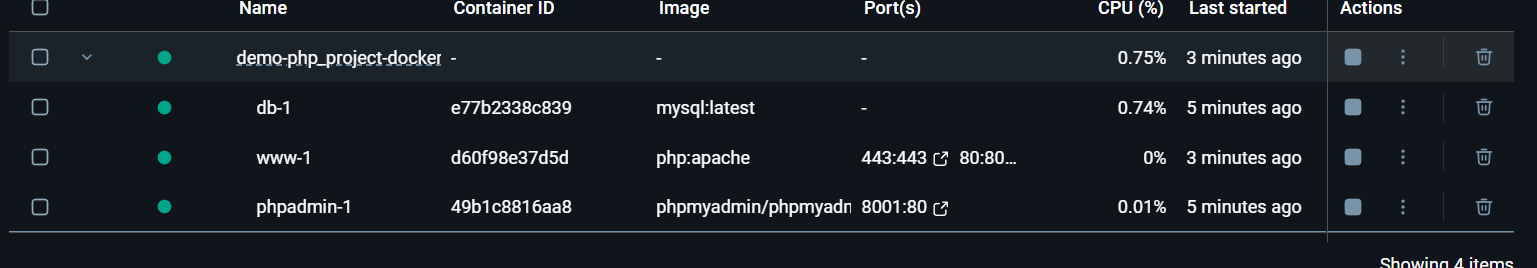 Name Container ID Image Port(s) CPU (%) Last started Actions
demo-php_project-docker - - - 0.75% 3 minutes ago
db-1 e77b2338c839 mysql:latest - 0.74% 5 minutes ago
www-1 d60f98e37d5d php:apache 443:443 80:80... 0% 3 minutes ago
phpadmin-1 49b1c8816aa8 phpmyadmin/phpmyadn 8001:80 0.01% 5 minutes ago
Showing 4 items